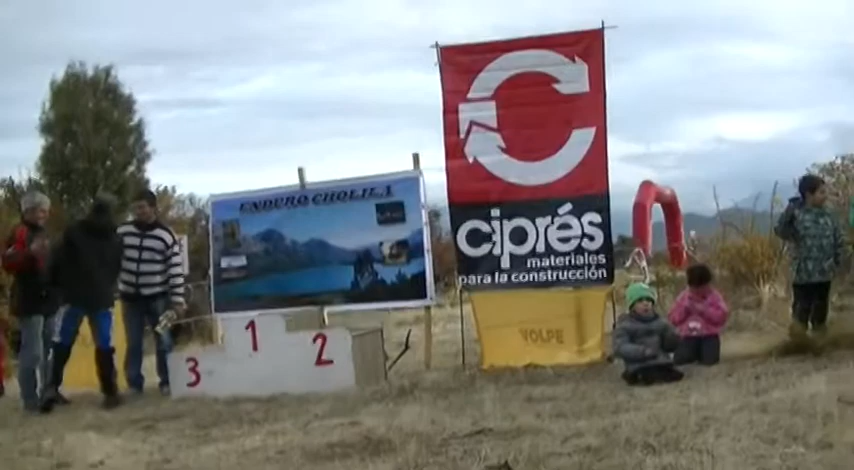 ENDURO CHOLILA
ciprés
materiales
para la construcción
VOLPE
1
2
3